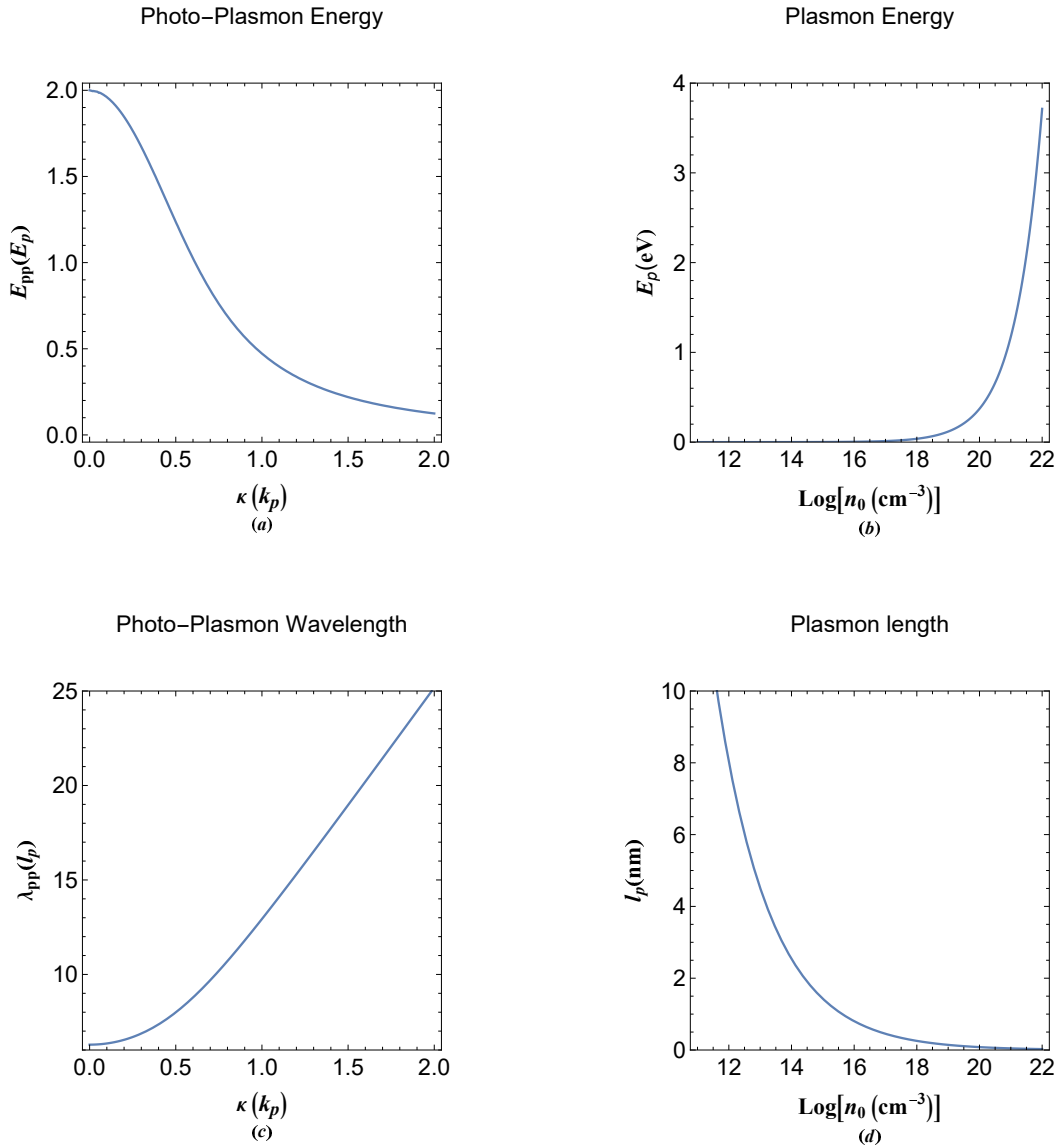 Photo−Plasmon Energy
E_pp(E_p)
2.0
1.5
1.0
0.5
0.0
0.0 0.5 1.0 1.5 2.0
κ (k_p)
(a)
Plasmon Energy
E_p(eV)
4
3
2
1
0
12 14 16 18 20 22
Log[n_0 (cm^−3)]
(b)
Photo−Plasmon Wavelength
λ_pp(l_p)
25
20
15
10
0.0 0.5 1.0 1.5 2.0
κ (k_p)
(c)
Plasmon length
l_p(nm)
10
8
6
4
2
0
12 14 16 18 20 22
Log[n_0 (cm^−3)]
(d)